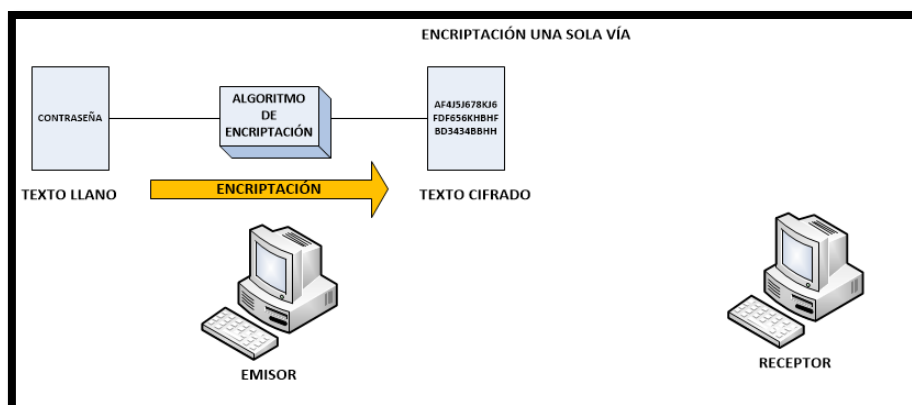 ENCRIPTACIÓN UNA SOLA VÍA
CONTRASEÑA
ALGORITMO
DE
ENCRIPTACIÓN
AF4J5J678KJ6
FDF656KHBHF
BD3434BBHH
TEXTO LLANO
ENCRIPTACIÓN
TEXTO CIFRADO
EMISOR
RECEPTOR